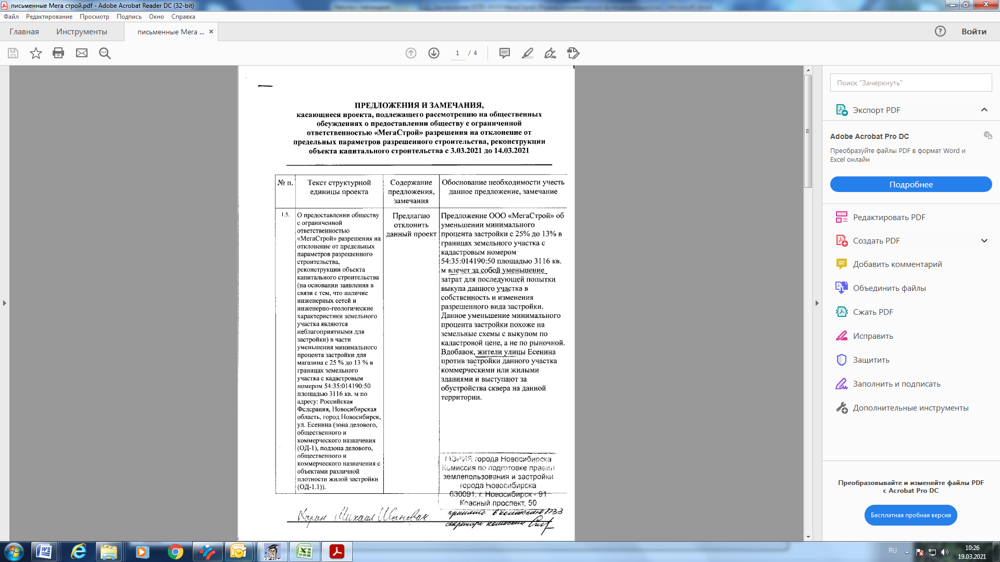 письменные Мега строй.pdf - Adobe Acrobat Reader DC (32-bit)
Файл Редактирование Просмотр Подпись Окно Справка
Главная Инструменты письменные Мега ... ×
Войти
1 / 4
1
ПРЕДЛОЖЕНИЯ И ЗАМЕЧАНИЯ,
касающиеся проекта, подлежащего рассмотрению на общественных
обсуждениях о предоставлении обществу с ограниченной
ответственностью «МегаСтрой» разрешения на отклонение от
предельных параметров разрешенного строительства, реконструкции
объекта капитального строительства с 3.03.2021 до 14.03.2021
№ п.
Текст структурной
единицы проекта
Содержание
предложения,
замечания
Обоснование необходимости учесть
данное предложение, замечание
1.5.
О предоставлении обществу
с ограниченной
ответственностью
«МегаСтрой» разрешения на
отклонение от предельных
параметров разрешенного
строительства,
реконструкции объекта
капитального строительства
(на основании заявления в
связи с тем, что наличие
инженерных сетей и
инженерно-геологические
характеристики земельного
участка являются
неблагоприятными для
застройки) в части
уменьшения минимального
процента застройки для
магазина с 25 % до 13 % в
границах земельного
участка с кадастровым
номером 54:35:014190:50
площадью 3116 кв. м по
адресу: Российская
Федерация, Новосибирская
область, город Новосибирск,
ул. Есенина (зона делового,
общественного и
коммерческого назначения
(ОД-1), подзона делового,
общественного и
коммерческого назначения с
объектами различной
плотности жилой застройки
(ОД-1.1)).
Предлагаю
отклонить
данный проект
Предложение ООО «МегаСтрой» об
уменьшении минимального
процента застройки с 25% до 13% в
границах земельного участка с
кадастровым номером
54:35:014190:50 площадью 3116 кв.
м влечет за собой уменьшение
затрат для последующей попытки
выкупа данного участка в
собственность и изменения
разрешенного вида застройки.
Данное уменьшение минимального
процента застройки похоже на
земельные схемы с выкупом по
кадастровой цене, а не по рыночной.
Вдобавок, жители улицы Есенина
против застройки данного участка
коммерческими или жилыми
зданиями и выступают за
обустройства сквера на данной
территории.
МЭРИЯ города Новосибирска
Комиссия по подготовке правил
землепользования и застройки
города Новосибирска
630091, г. Новосибирск - 91
Красный проспект, 50
Михаил Иванович
принято в комиссию ПЗЗ
секретарь комиссии
Поиск "Зачеркнуть"
Экспорт PDF
Adobe Acrobat Pro DC
Преобразуйте файлы PDF в формат Word и
Excel онлайн
Подробнее
Редактировать PDF
Создать PDF
Добавить комментарий
Объединить файлы
Сжать PDF
Исправить
Защитить
Заполнить и подписать
Дополнительные инструменты
Преобразовывайте и изменяйте файлы PDF
с Acrobat Pro DC
Бесплатная пробная версия
RU
10:26
19.03.2021